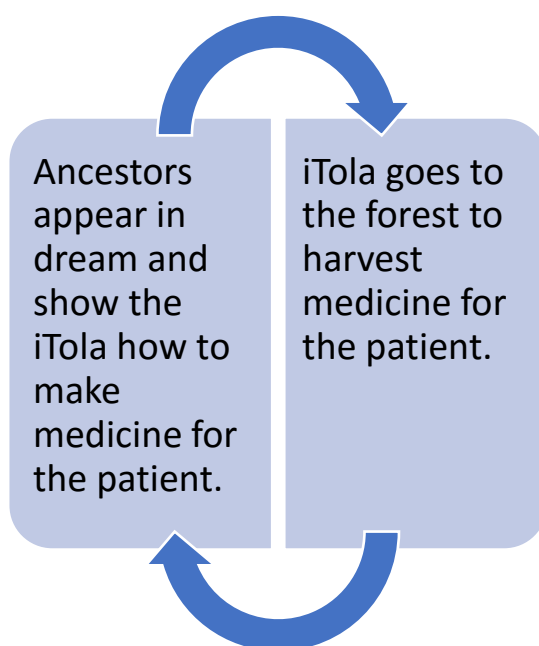 Ancestors
appear in
dream and
show the
iTola how to
make
medicine for
the patient.
iTola goes to
the forest to
harvest
medicine for
the patient.